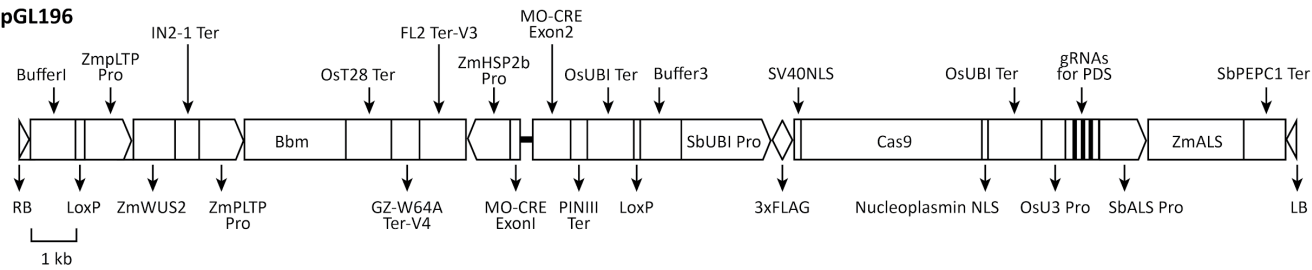 pGL196
MO-CRE
Exon2
IN2-1 Ter
FL2 Ter-V3
ZmpLTP
Pro
ZmHSP2b
Pro
gRNAs
for PDS
BufferI
OsT28 Ter
OsUBI Ter
Buffer3
SV40NLS
OsUBI Ter
SbPEPC1 Ter
Bbm
SbUBI Pro
Cas9
ZmALS
RB
LoxP
ZmWUS2
ZmPLTP
Pro
GZ-W64A
Ter-V4
MO-CRE
ExonI
PINIII
Ter
LoxP
3xFLAG
Nucleoplasmin NLS
OsU3 Pro
SbALS Pro
LB
1 kb